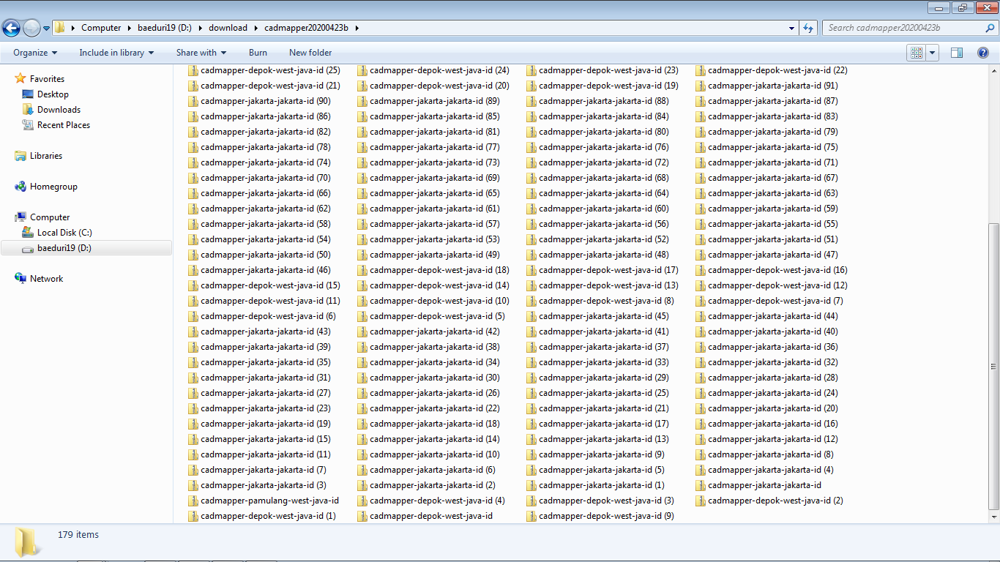 Computer baeduri19 (D:) download cadmapper20200423b
Search cadmapper20200423b
Organize Include in library Share with Burn New folder
Favorites
Desktop
Downloads
Recent Places
Libraries
Homegroup
Computer
Local Disk (C:)
baeduri19 (D:)
Network
cadmapper-depok-west-java-id (25) cadmapper-depok-west-java-id (24) cadmapper-depok-west-java-id (23) cadmapper-depok-west-java-id (22)
cadmapper-depok-west-java-id (21) cadmapper-depok-west-java-id (20) cadmapper-depok-west-java-id (19) cadmapper-jakarta-jakarta-id (91)
cadmapper-jakarta-jakarta-id (90) cadmapper-jakarta-jakarta-id (89) cadmapper-jakarta-jakarta-id (88) cadmapper-jakarta-jakarta-id (87)
cadmapper-jakarta-jakarta-id (86) cadmapper-jakarta-jakarta-id (85) cadmapper-jakarta-jakarta-id (84) cadmapper-jakarta-jakarta-id (83)
cadmapper-jakarta-jakarta-id (82) cadmapper-jakarta-jakarta-id (81) cadmapper-jakarta-jakarta-id (80) cadmapper-jakarta-jakarta-id (79)
cadmapper-jakarta-jakarta-id (78) cadmapper-jakarta-jakarta-id (77) cadmapper-jakarta-jakarta-id (76) cadmapper-jakarta-jakarta-id (75)
cadmapper-jakarta-jakarta-id (74) cadmapper-jakarta-jakarta-id (73) cadmapper-jakarta-jakarta-id (72) cadmapper-jakarta-jakarta-id (71)
cadmapper-jakarta-jakarta-id (70) cadmapper-jakarta-jakarta-id (69) cadmapper-jakarta-jakarta-id (68) cadmapper-jakarta-jakarta-id (67)
cadmapper-jakarta-jakarta-id (66) cadmapper-jakarta-jakarta-id (65) cadmapper-jakarta-jakarta-id (64) cadmapper-jakarta-jakarta-id (63)
cadmapper-jakarta-jakarta-id (62) cadmapper-jakarta-jakarta-id (61) cadmapper-jakarta-jakarta-id (60) cadmapper-jakarta-jakarta-id (59)
cadmapper-jakarta-jakarta-id (58) cadmapper-jakarta-jakarta-id (57) cadmapper-jakarta-jakarta-id (56) cadmapper-jakarta-jakarta-id (55)
cadmapper-jakarta-jakarta-id (54) cadmapper-jakarta-jakarta-id (53) cadmapper-jakarta-jakarta-id (52) cadmapper-jakarta-jakarta-id (51)
cadmapper-jakarta-jakarta-id (50) cadmapper-jakarta-jakarta-id (49) cadmapper-jakarta-jakarta-id (48) cadmapper-jakarta-jakarta-id (47)
cadmapper-jakarta-jakarta-id (46) cadmapper-depok-west-java-id (18) cadmapper-depok-west-java-id (17) cadmapper-depok-west-java-id (16)
cadmapper-depok-west-java-id (15) cadmapper-depok-west-java-id (14) cadmapper-depok-west-java-id (13) cadmapper-depok-west-java-id (12)
cadmapper-depok-west-java-id (11) cadmapper-depok-west-java-id (10) cadmapper-depok-west-java-id (8) cadmapper-depok-west-java-id (7)
cadmapper-depok-west-java-id (6) cadmapper-depok-west-java-id (5) cadmapper-jakarta-jakarta-id (45) cadmapper-jakarta-jakarta-id (44)
cadmapper-jakarta-jakarta-id (43) cadmapper-jakarta-jakarta-id (42) cadmapper-jakarta-jakarta-id (41) cadmapper-jakarta-jakarta-id (40)
cadmapper-jakarta-jakarta-id (39) cadmapper-jakarta-jakarta-id (38) cadmapper-jakarta-jakarta-id (37) cadmapper-jakarta-jakarta-id (36)
cadmapper-jakarta-jakarta-id (35) cadmapper-jakarta-jakarta-id (34) cadmapper-jakarta-jakarta-id (33) cadmapper-jakarta-jakarta-id (32)
cadmapper-jakarta-jakarta-id (31) cadmapper-jakarta-jakarta-id (30) cadmapper-jakarta-jakarta-id (29) cadmapper-jakarta-jakarta-id (28)
cadmapper-jakarta-jakarta-id (27) cadmapper-jakarta-jakarta-id (26) cadmapper-jakarta-jakarta-id (25) cadmapper-jakarta-jakarta-id (24)
cadmapper-jakarta-jakarta-id (23) cadmapper-jakarta-jakarta-id (22) cadmapper-jakarta-jakarta-id (21) cadmapper-jakarta-jakarta-id (20)
cadmapper-jakarta-jakarta-id (19) cadmapper-jakarta-jakarta-id (18) cadmapper-jakarta-jakarta-id (17) cadmapper-jakarta-jakarta-id (16)
cadmapper-jakarta-jakarta-id (15) cadmapper-jakarta-jakarta-id (14) cadmapper-jakarta-jakarta-id (13) cadmapper-jakarta-jakarta-id (12)
cadmapper-jakarta-jakarta-id (11) cadmapper-jakarta-jakarta-id (10) cadmapper-jakarta-jakarta-id (9) cadmapper-jakarta-jakarta-id (8)
cadmapper-jakarta-jakarta-id (7) cadmapper-jakarta-jakarta-id (6) cadmapper-jakarta-jakarta-id (5) cadmapper-jakarta-jakarta-id (4)
cadmapper-jakarta-jakarta-id (3) cadmapper-jakarta-jakarta-id (2) cadmapper-jakarta-jakarta-id (1) cadmapper-jakarta-jakarta-id
cadmapper-pamulang-west-java-id cadmapper-depok-west-java-id (4) cadmapper-depok-west-java-id (3) cadmapper-depok-west-java-id (2)
cadmapper-depok-west-java-id (1) cadmapper-depok-west-java-id cadmapper-depok-west-java-id (9)
179 items